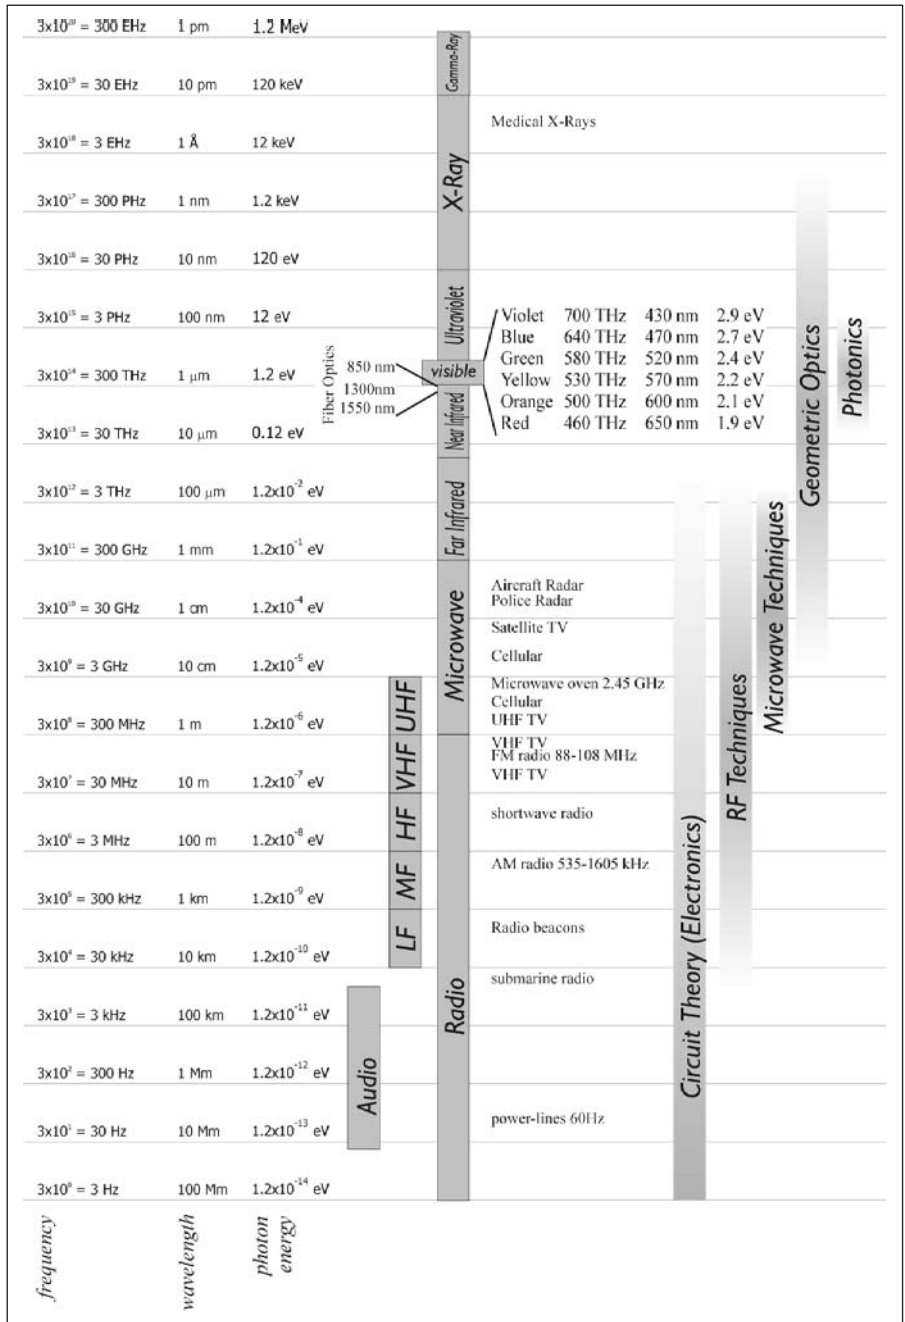 3x10²⁰ = 300 EHz 1 pm 1.2 MeV
Gamma-Ray
3x10¹⁹ = 30 EHz 10 pm 120 keV
Medical X-Rays
3x10¹⁸ = 3 EHz 1 Å 12 keV
X-Ray
3x10¹⁷ = 300 PHz 1 nm 1.2 keV
3x10¹⁶ = 30 PHz 10 nm 120 eV
Ultraviolet
3x10¹⁵ = 3 PHz 100 nm 12 eV
Violet 700 THz 430 nm 2.9 eV
Blue 640 THz 470 nm 2.7 eV
Green 580 THz 520 nm 2.4 eV
Yellow 530 THz 570 nm 2.2 eV
Orange 500 THz 600 nm 2.1 eV
Red 460 THz 650 nm 1.9 eV
visible
3x10¹⁴ = 300 THz 1 μm 1.2 eV
Fiber Optics
850 nm
1300nm
1550 nm
Near Infrared
3x10¹³ = 30 THz 10 μm 0.12 eV
Geometric Optics
Photonics
3x10¹² = 3 THz 100 μm 1.2x10⁻² eV
Far Infrared
3x10¹¹ = 300 GHz 1 mm 1.2x10⁻¹ eV
Aircraft Radar
Police Radar
3x10¹⁰ = 30 GHz 1 cm 1.2x10⁻⁴ eV
Satellite TV
Microwave
Cellular
3x10⁹ = 3 GHz 10 cm 1.2x10⁻⁵ eV
Microwave oven 2.45 GHz
Cellular
UHF TV
UHF
3x10⁸ = 300 MHz 1 m 1.2x10⁻⁶ eV
VHF TV
FM radio 88-108 MHz
VHF TV
VHF
3x10⁷ = 30 MHz 10 m 1.2x10⁻⁷ eV
Microwave Techniques
RF Techniques
shortwave radio
HF
3x10⁶ = 3 MHz 100 m 1.2x10⁻⁸ eV
AM radio 535-1605 kHz
MF
3x10⁵ = 300 kHz 1 km 1.2x10⁻⁹ eV
Radio beacons
LF
3x10⁴ = 30 kHz 10 km 1.2x10⁻¹⁰ eV
submarine radio
Radio
Circuit Theory (Electronics)
3x10³ = 3 kHz 100 km 1.2x10⁻¹¹ eV
3x10² = 300 Hz 1 Mm 1.2x10⁻¹² eV
Audio
power-lines 60Hz
3x10¹ = 30 Hz 10 Mm 1.2x10⁻¹³ eV
3x10⁰ = 3 Hz 100 Mm 1.2x10⁻¹⁴ eV
frequency
wavelength
photon
energy